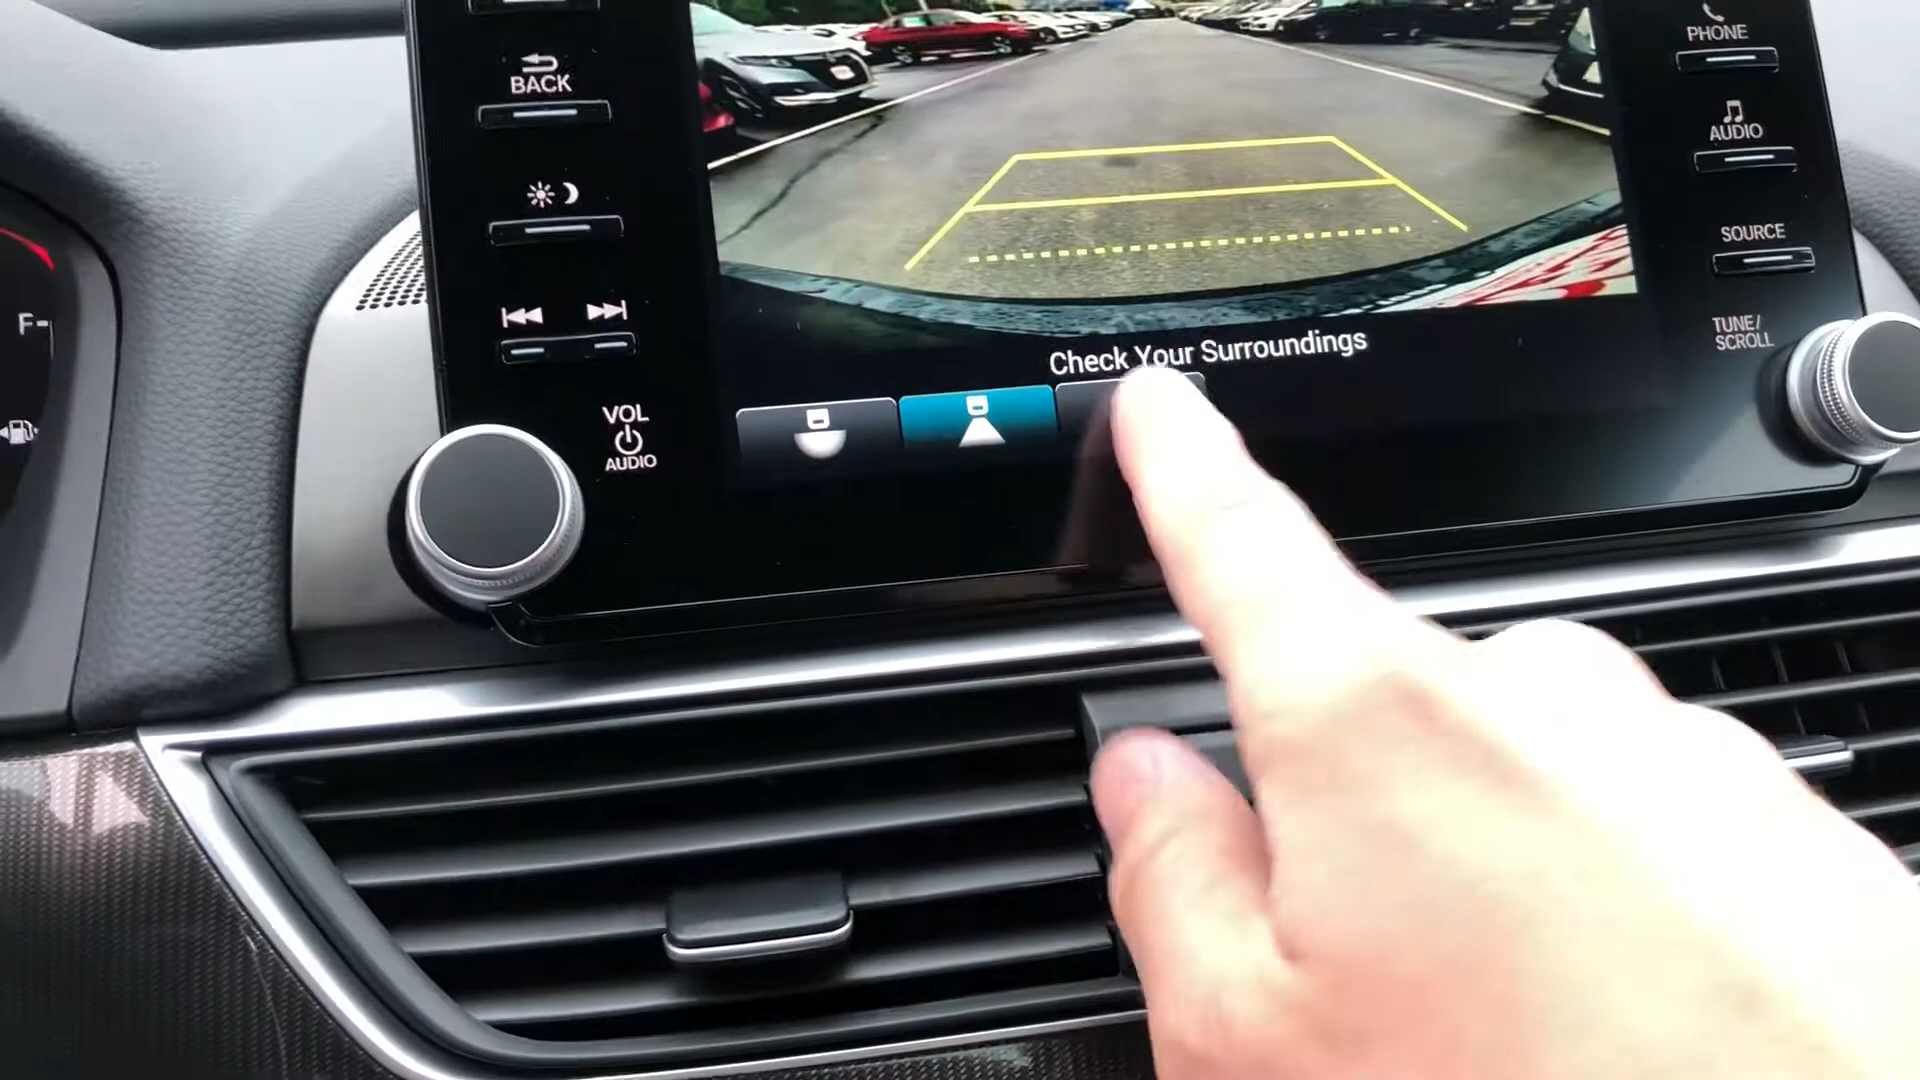 BACK
VOL
AUDIO
F
Check Your Surroundings
PHONE
AUDIO
SOURCE
TUNE/
SCROLL